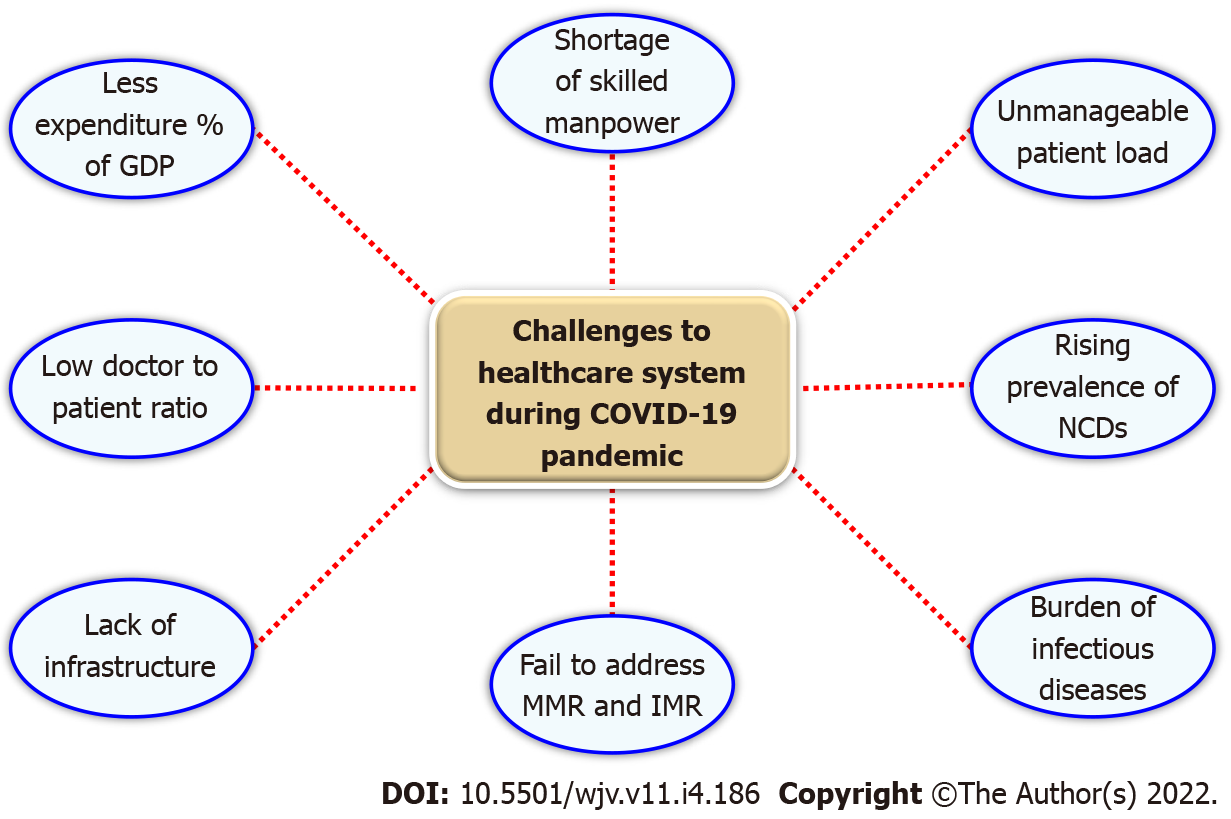 Less
expenditure %
of GDP
Shortage
of skilled
manpower
Unmanageable
patient load
Low doctor to
patient ratio
Challenges to
healthcare system
during COVID-19
pandemic
Rising
prevalence of
NCDs
Lack of
infrastructure
Fail to address
MMR and IMR
Burden of
infectious
diseases
DOI: 10.5501/wjv.v11.i4.186 Copyright ©The Author(s) 2022.